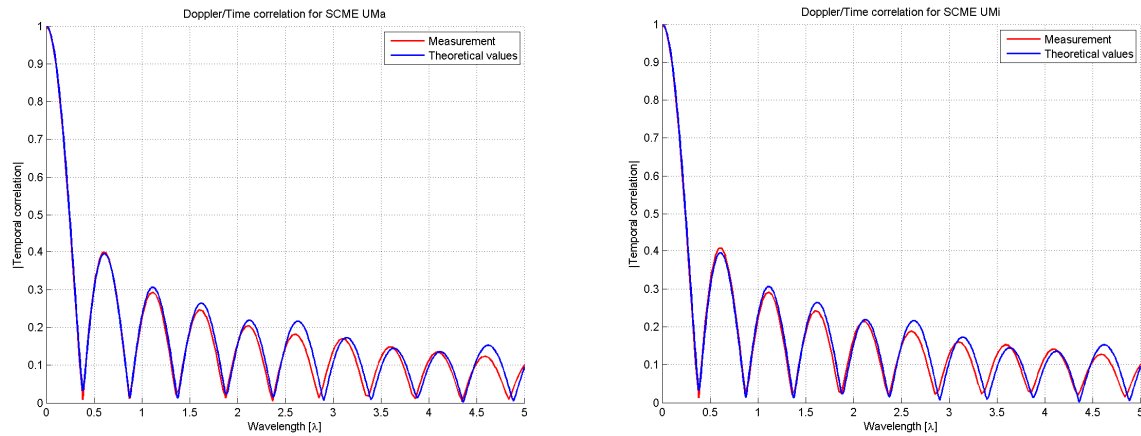 Doppler/Time correlation for SCME UMa
1
0.9
0.8
0.7
0.6
0.5
0.4
0.3
0.2
0.1
0
|Temporal correlation|
Measurement
Theoretical values
0 0.5 1 1.5 2 2.5 3 3.5 4 4.5 5
Wavelength [λ]
Doppler/Time correlation for SCME UMi
1
0.9
0.8
0.7
0.6
0.5
0.4
0.3
0.2
0.1
0
|Temporal correlation|
Measurement
Theoretical values
0 0.5 1 1.5 2 2.5 3 3.5 4 4.5 5
Wavelength [λ]